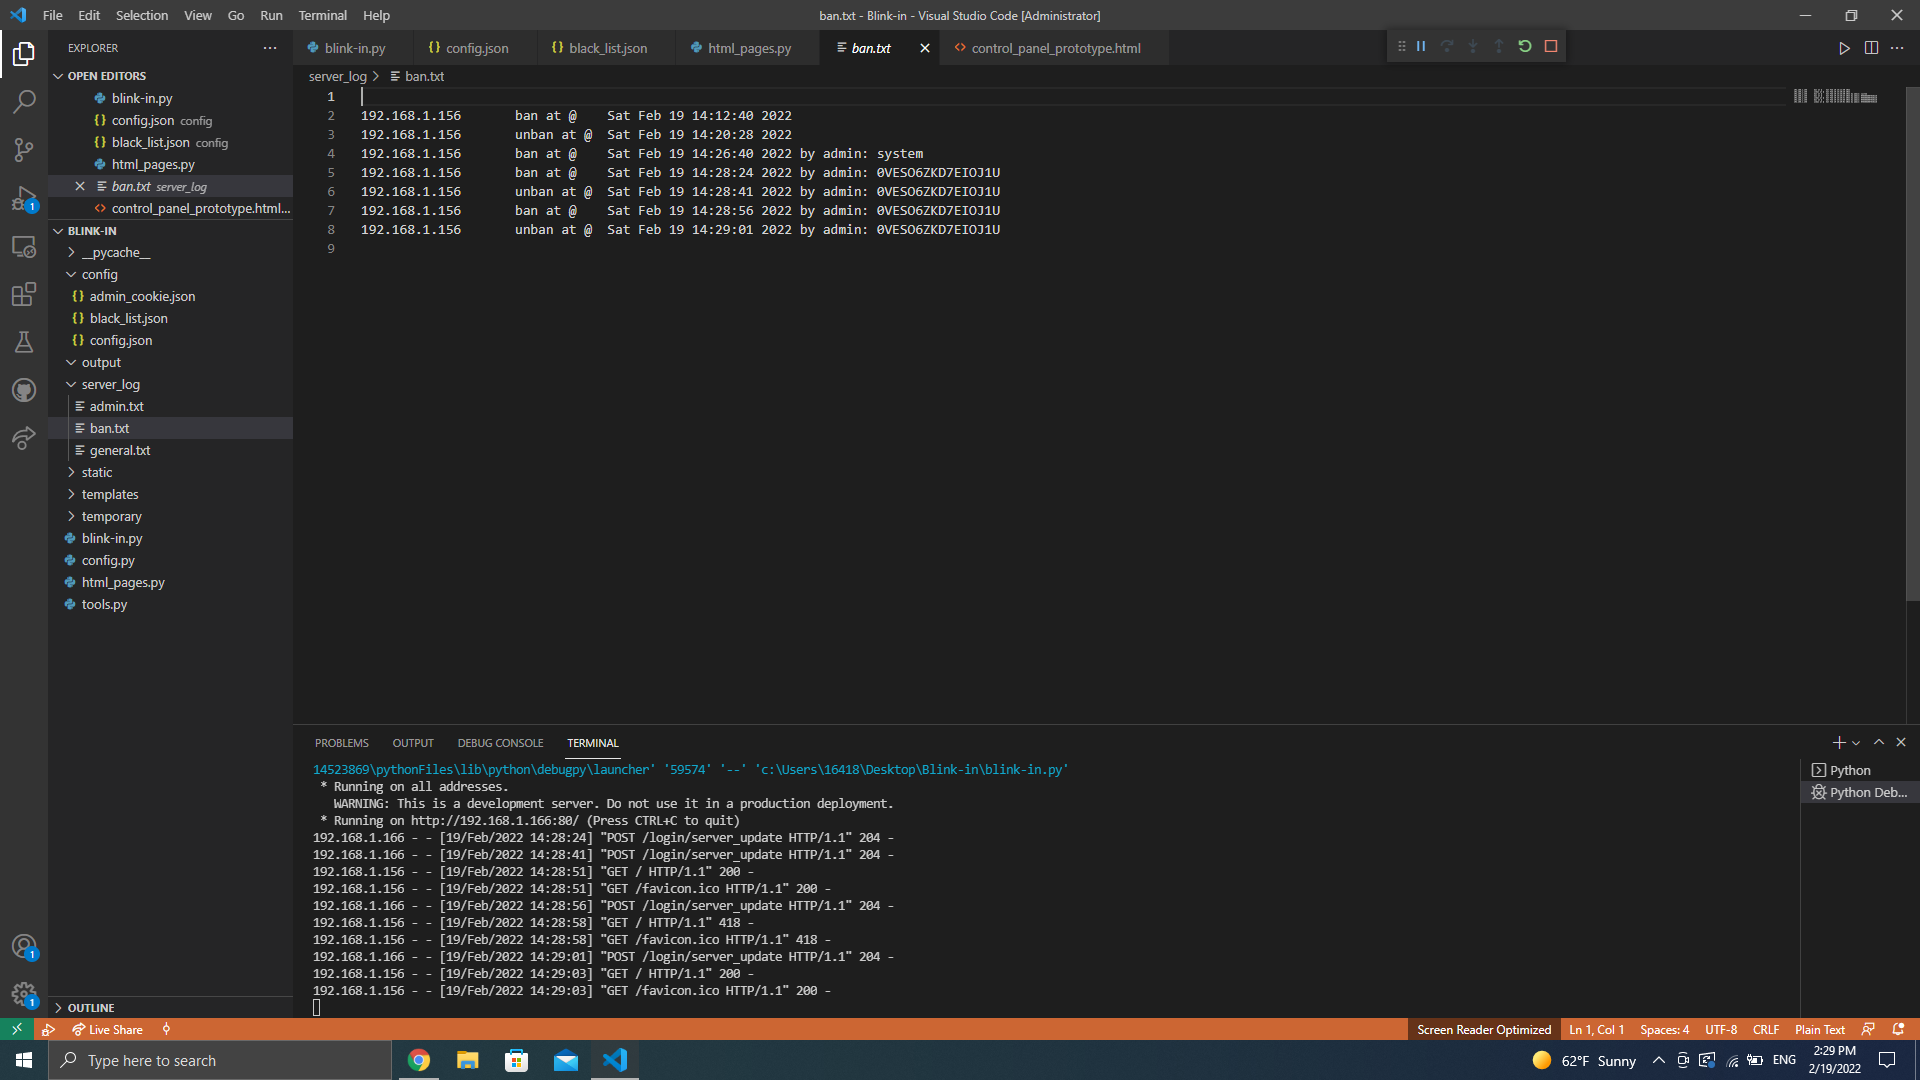 File Edit Selection View Go Run Terminal Help
ban.txt - Blink-in - Visual Studio Code [Administrator]
EXPLORER
OPEN EDITORS
blink-in.py
config.json config
black_list.json config
html_pages.py
ban.txt server_log
control_panel_prototype.html...
BLINK-IN
__pycache__
config
admin_cookie.json
black_list.json
config.json
output
server_log
admin.txt
ban.txt
general.txt
static
templates
temporary
blink-in.py
config.py
html_pages.py
tools.py
OUTLINE
blink-in.py config.json black_list.json html_pages.py ban.txt control_panel_prototype.html
server_log > ban.txt
1
2 192.168.1.156 ban at @ Sat Feb 19 14:12:40 2022
3 192.168.1.156 unban at @ Sat Feb 19 14:20:28 2022
4 192.168.1.156 ban at @ Sat Feb 19 14:26:40 2022 by admin: system
5 192.168.1.156 ban at @ Sat Feb 19 14:28:24 2022 by admin: 0VESO6ZKD7EIOJ1U
6 192.168.1.156 unban at @ Sat Feb 19 14:28:41 2022 by admin: 0VESO6ZKD7EIOJ1U
7 192.168.1.156 ban at @ Sat Feb 19 14:28:56 2022 by admin: 0VESO6ZKD7EIOJ1U
8 192.168.1.156 unban at @ Sat Feb 19 14:29:01 2022 by admin: 0VESO6ZKD7EIOJ1U
9
PROBLEMS OUTPUT DEBUG CONSOLE TERMINAL
14523869\pythonFiles\lib\python\debugpy\launcher' '59574' '--' 'c:\Users\16418\Desktop\Blink-in\blink-in.py'
* Running on all addresses.
WARNING: This is a development server. Do not use it in a production deployment.
* Running on http://192.168.1.166:80/ (Press CTRL+C to quit)
192.168.1.166 - - [19/Feb/2022 14:28:24] "POST /login/server_update HTTP/1.1" 204 -
192.168.1.166 - - [19/Feb/2022 14:28:41] "POST /login/server_update HTTP/1.1" 204 -
192.168.1.156 - - [19/Feb/2022 14:28:51] "GET / HTTP/1.1" 200 -
192.168.1.156 - - [19/Feb/2022 14:28:51] "GET /favicon.ico HTTP/1.1" 200 -
192.168.1.166 - - [19/Feb/2022 14:28:56] "POST /login/server_update HTTP/1.1" 204 -
192.168.1.156 - - [19/Feb/2022 14:28:58] "GET / HTTP/1.1" 418 -
192.168.1.156 - - [19/Feb/2022 14:28:58] "GET /favicon.ico HTTP/1.1" 418 -
192.168.1.166 - - [19/Feb/2022 14:29:01] "POST /login/server_update HTTP/1.1" 204 -
192.168.1.156 - - [19/Feb/2022 14:29:03] "GET / HTTP/1.1" 200 -
192.168.1.156 - - [19/Feb/2022 14:29:03] "GET /favicon.ico HTTP/1.1" 200 -
Python
Python Deb...
1
1
1
Live Share
Screen Reader Optimized Ln 1, Col 1 Spaces: 4 UTF-8 CRLF Plain Text
Type here to search
62°F Sunny
ENG
2:29 PM
2/19/2022